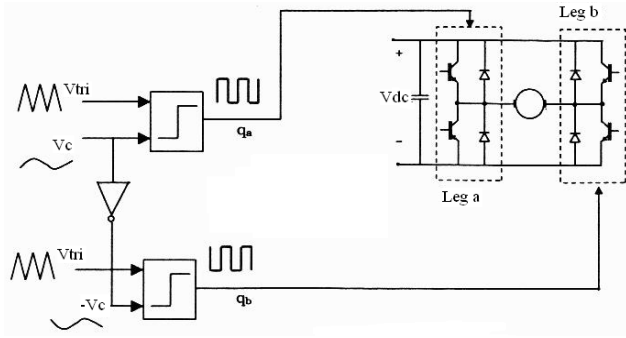 Leg b
Vtri
+
Vdc
Vc
qa
-
Leg a
Vtri
-Vc
qb